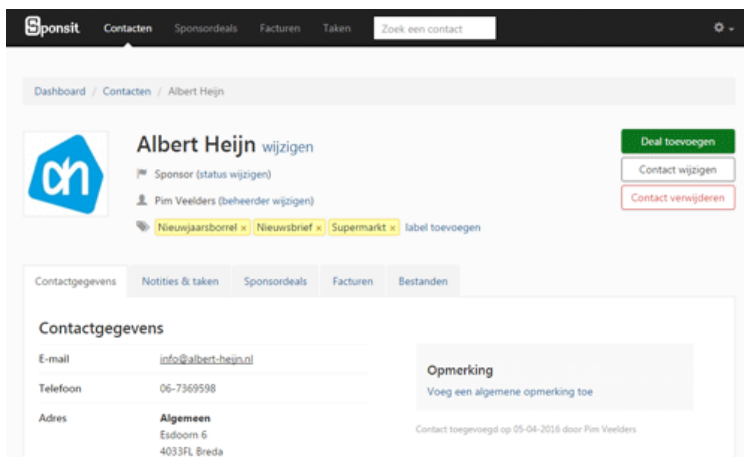 Sponsit Contacten Sponsordeals Facturen Taken Zoek een contact
Dashboard / Contacten / Albert Heijn
ah
Albert Heijn wijzigen
Sponsor (status wijzigen)
Pim Veelders (beheerder wijzigen)
Nieuwjaarsborrel × Nieuwsbrief × Supermarkt × label toevoegen
Deal toevoegen
Contact wijzigen
Contact verwijderen
Contactgegevens Notities & taken Sponsordeals Facturen Bestanden
Contactgegevens
E-mail info@albert-heijn.nl
Telefoon 06-7369598
Adres Algemeen
Esdoorn 6
4033FL Breda
Opmerking
Voeg een algemene opmerking toe
Contact toegevoegd op 05-04-2016 door Pim Veelders